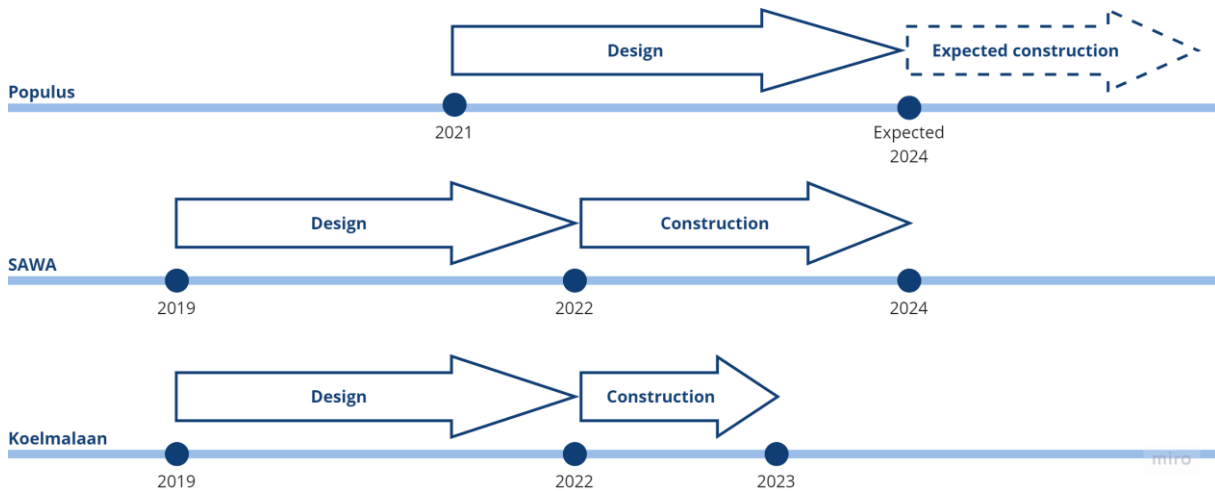 Design
Expected construction
Populus
2021
Expected
2024
Design
Construction
SAWA
2019
2022
2024
Design
Construction
Koelmalaan
2019
2022
2023
miro